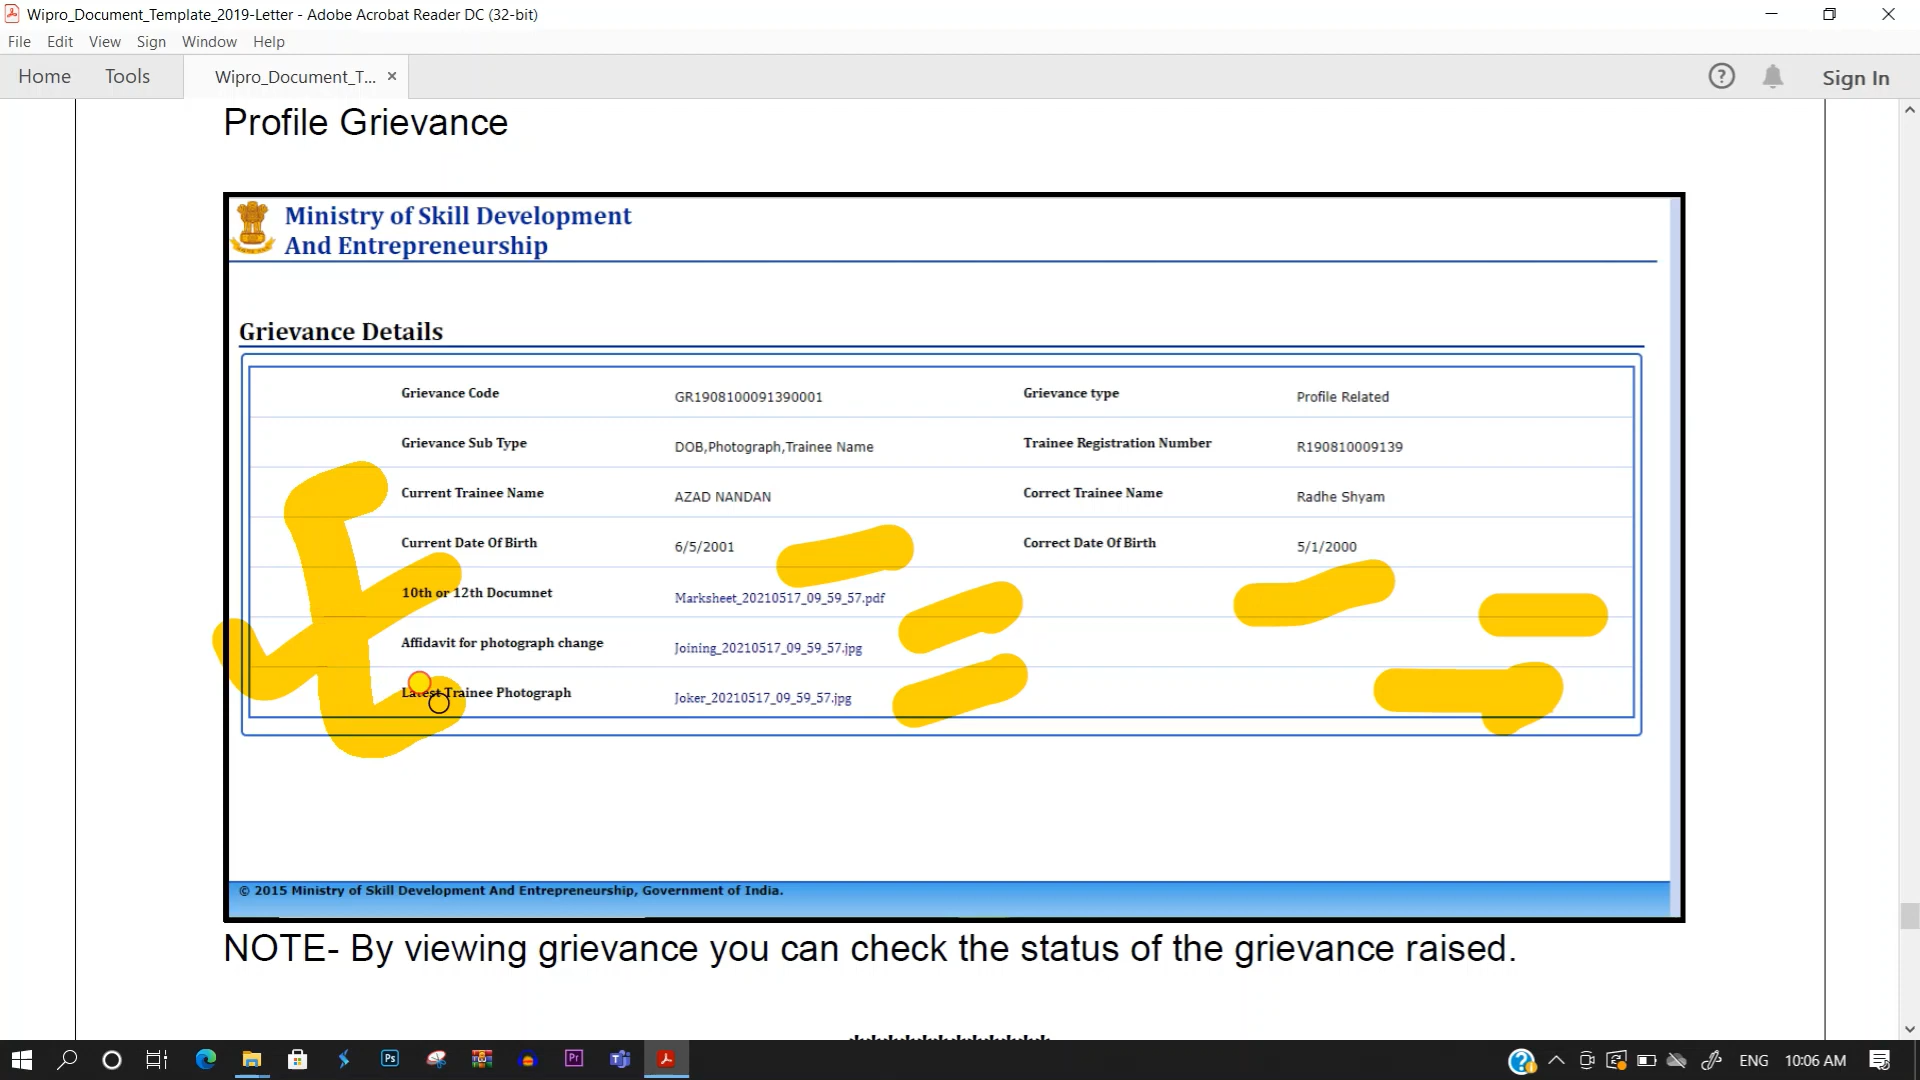 Wipro_Document_Template_2019-Letter - Adobe Acrobat Reader DC (32-bit)
File Edit View Sign Window Help
Home Tools Wipro_Document_T... × Sign In
Profile Grievance
Ministry of Skill Development
And Entrepreneurship
Grievance Details
Grievance Code GR1908100091390001 Grievance type Profile Related
Grievance Sub Type DOB,Photograph,Trainee Name Trainee Registration Number R190810009139
Current Trainee Name AZAD NANDAN Correct Trainee Name Radhe Shyam
Current Date Of Birth 6/5/2001 Correct Date Of Birth 5/1/2000
10th or 12th Documnet Marksheet_20210517_09_59_57.pdf
Affidavit for photograph change Joining_20210517_09_59_57.jpg
Latest Trainee Photograph Joker_20210517_09_59_57.jpg
© 2015 Ministry of Skill Development And Entrepreneurship, Government of India.
NOTE- By viewing grievance you can check the status of the grievance raised.
Ps Pr ENG 10:06 AM